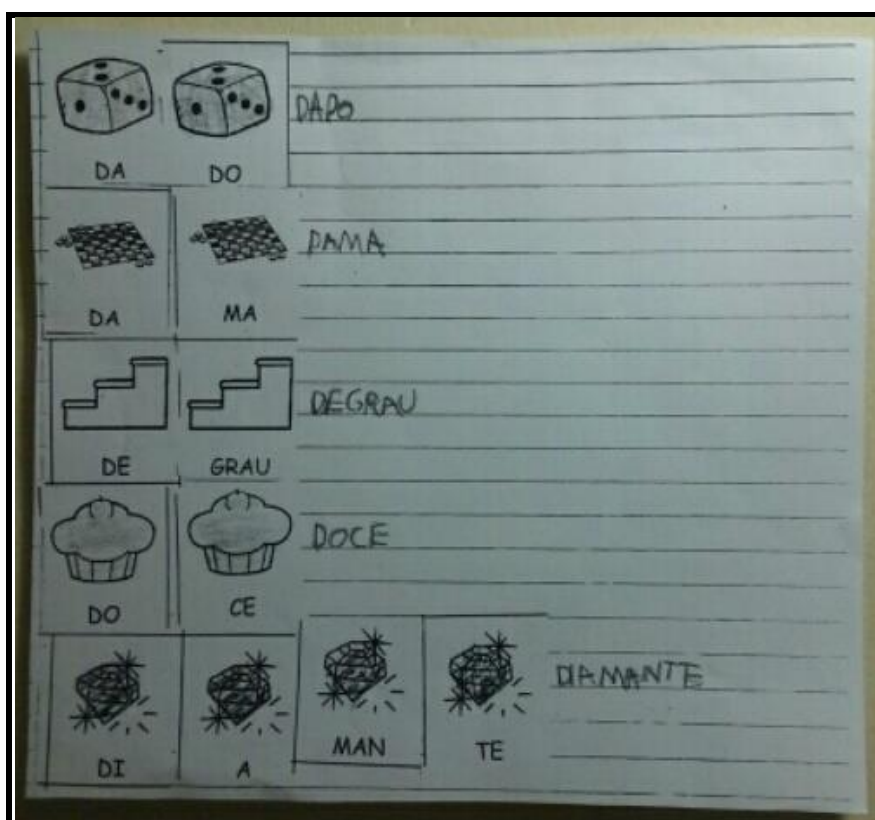 DA DO DADO
DA MA DAMA
DE GRAU DEGRAU
DO CE DOCE
DI A MAN TE DIAMANTE